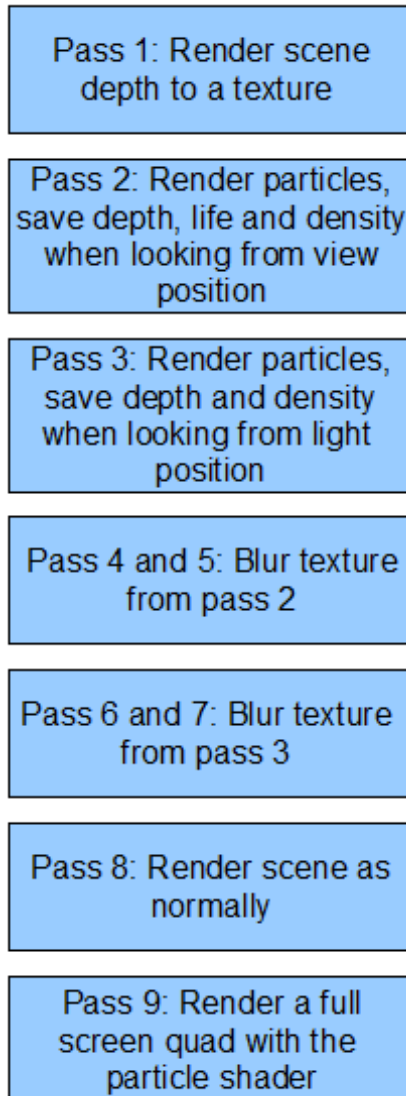 Pass 1: Render scene
depth to a texture
Pass 2: Render particles,
save depth, life and density
when looking from view
position
Pass 3: Render particles,
save depth and density
when looking from light
position
Pass 4 and 5: Blur texture
from pass 2
Pass 6 and 7: Blur texture
from pass 3
Pass 8: Render scene as
normally
Pass 9: Render a full
screen quad with the
particle shader